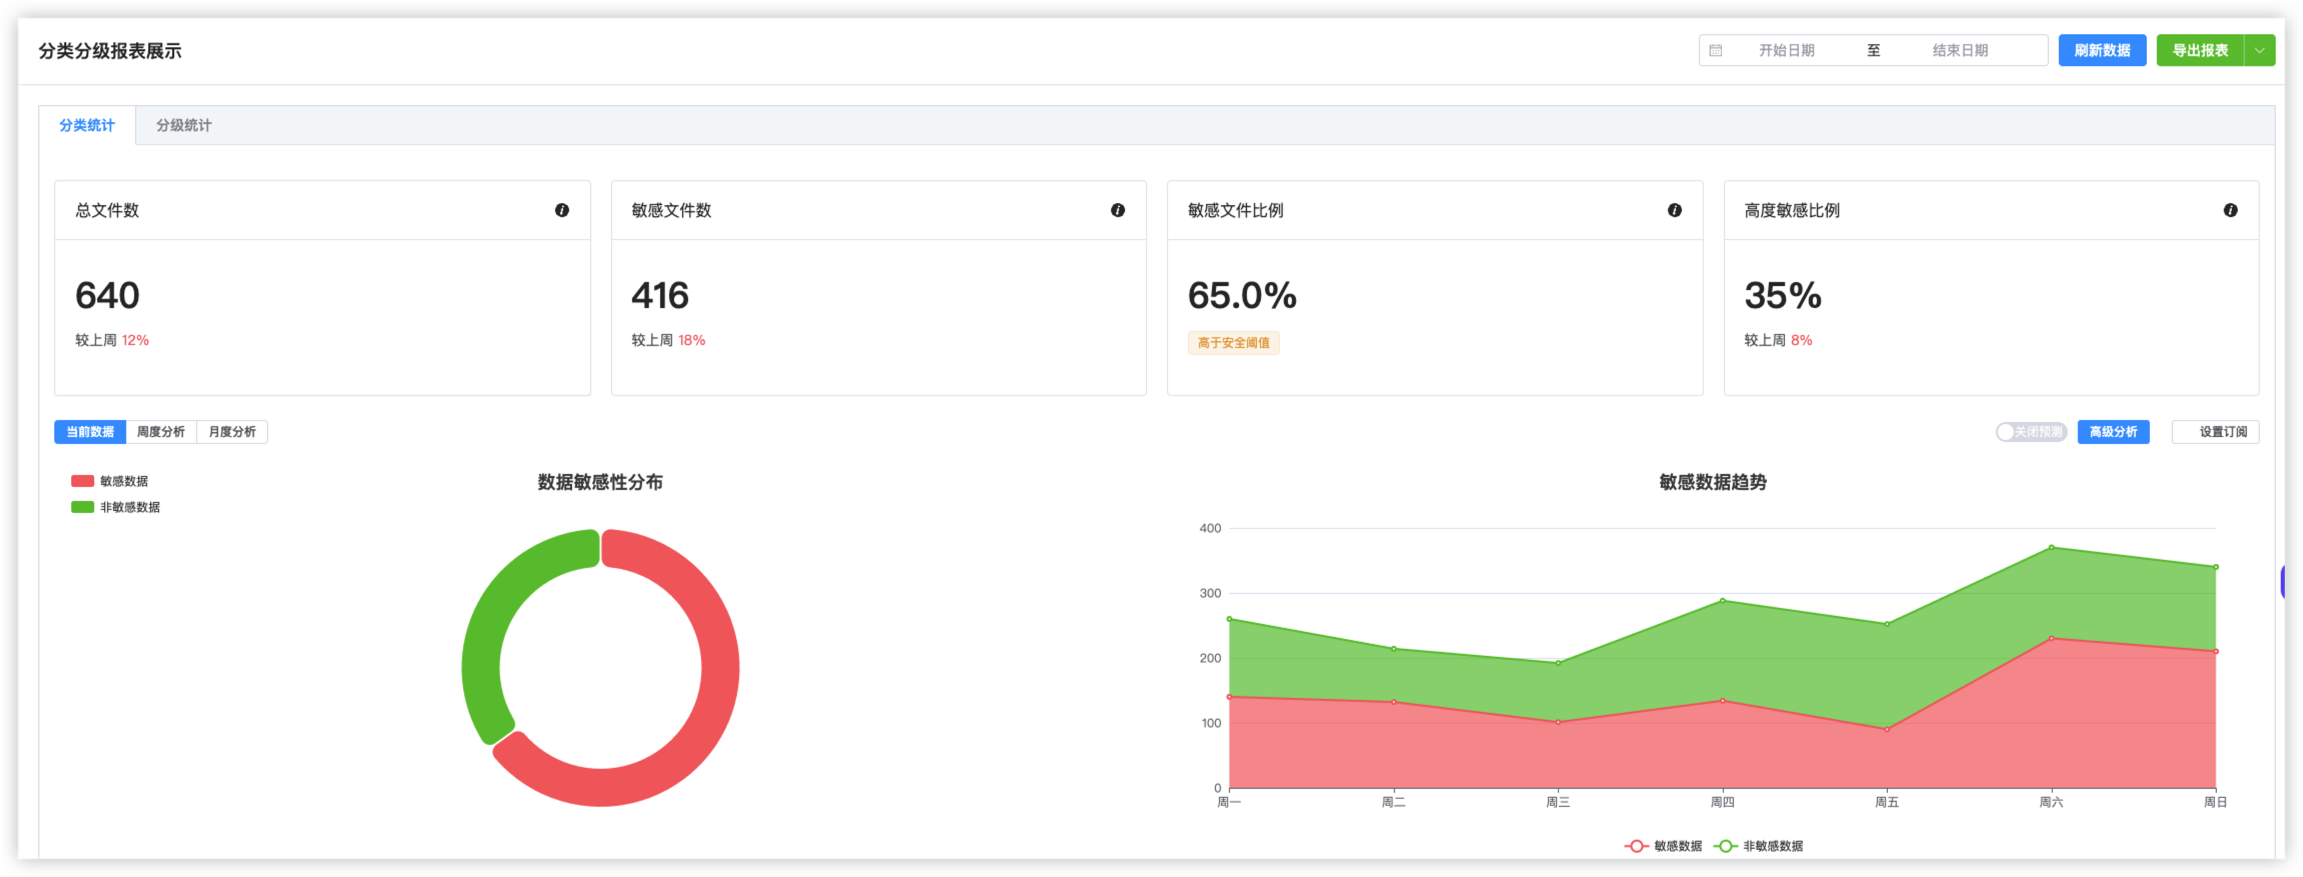 分类分级报表展示
开始日期 至 结束日期
刷新数据
导出报表
分类统计 分级统计
总文件数
640
较上周 12%
敏感文件数
416
较上周 18%
敏感文件比例
65.0%
高于安全阈值
高度敏感比例
35%
较上周 8%
当前数据 周度分析 月度分析
关闭预测 高级分析 设置订阅
敏感数据
非敏感数据
数据敏感性分布
敏感数据趋势
400
300
200
100
0
周一 周二 周三 周四 周五 周六 周日
敏感数据 非敏感数据